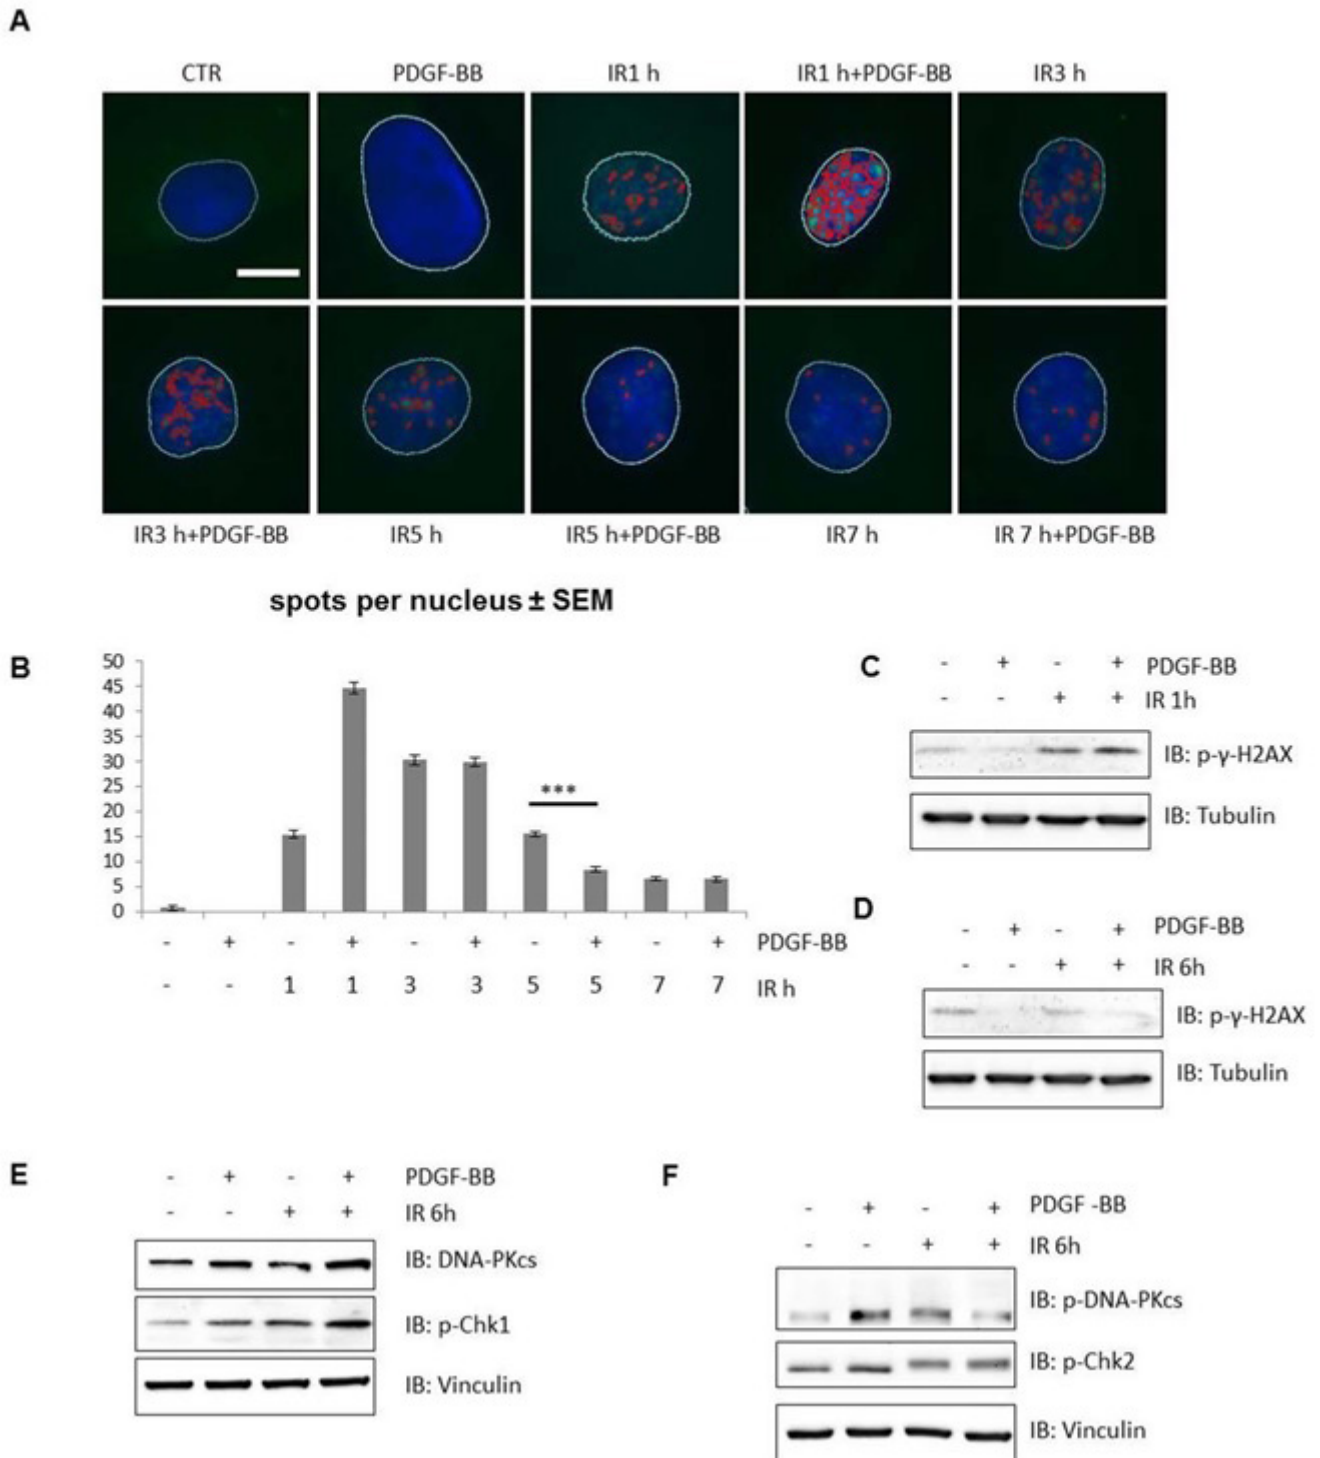 A
CTR PDGF-BB IR1 h IR1 h+PDGF-BB IR3 h
IR3 h+PDGF-BB IR5 h IR5 h+PDGF-BB IR7 h IR 7 h+PDGF-BB
spots per nucleus ± SEM
B
50
45
40
35
30
25
20
15
10
5
0
***
- + - + - + - + - + PDGF-BB
- - 1 1 3 3 5 5 7 7 IR h
C
- + - + PDGF-BB
- - + + IR 1h
IB: p-γ-H2AX
IB: Tubulin
D
- + - + PDGF-BB
- - + + IR 6h
IB: p-γ-H2AX
IB: Tubulin
E
- + - + PDGF-BB
- - + + IR 6h
IB: DNA-PKcs
IB: p-Chk1
IB: Vinculin
F
- + - + PDGF -BB
- - + + IR 6h
IB: p-DNA-PKcs
IB: p-Chk2
IB: Vinculin